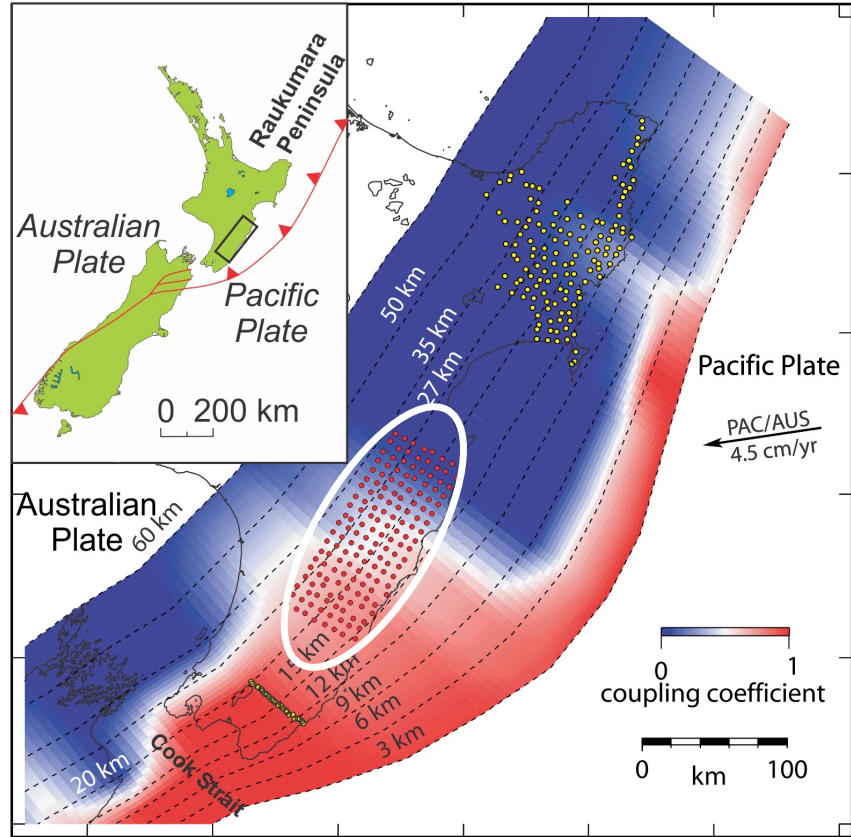 Raukumara
Peninsula
Australian
Plate
Pacific
Plate
0 200 km
50 km
35 km
27 km
Pacific Plate
PAC/AUS
4.5 cm/yr
Australian
Plate
60 km
15 km
12 km
9 km
6 km
3 km
20 km
Cook Strait
0 1
coupling coefficient
0 100
km